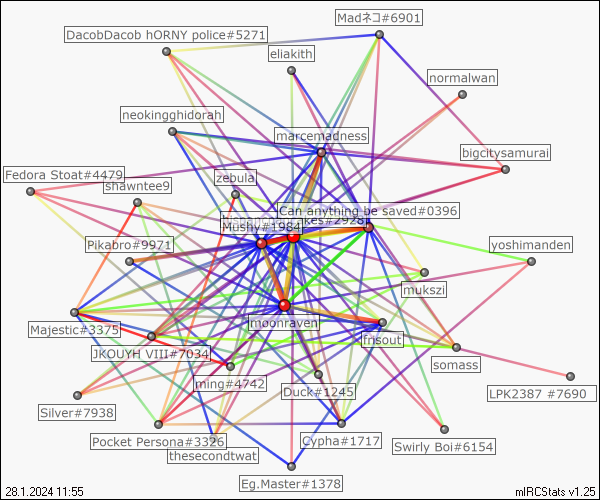 Madネコ#6901
DacobDacob hORNY police#5271
eliakith
normalwan
neokingghidorah
marcemadness
bigcitysamurai
Fedora Stoat#4479
zebula
shawntee9
Can anything be saved#0396
Mushy#1984
kes#2928
Pikabro#9971
yoshimanden
mukszi
moonraven
Majestic#3375
fnsout
JKOUYH VIII#7034
somass
ming#4742
Duck#1245
LPK2387 #7690
Silver#7938
Pocket Persona#3326
Cypha#1717
Swirly Boi#6154
thesecondtwat
Eg.Master#1378
28.1.2024 11:55
mIRCStats v1.25